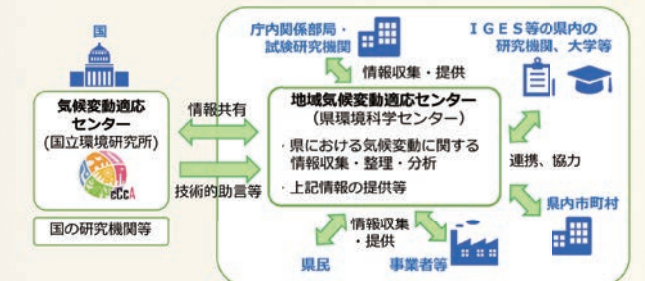 国
気候変動適応
センター
(国立環境研究所)
CCCA
国の研究機関等
情報共有
技術的助言等
庁内関係部局・
試験研究機関
情報収集・提供
IGES等の県内の
研究機関、大学等
地域気候変動適応センター
(県環境科学センター)
・県における気候変動に関する
情報収集・整理・分析
・上記情報の提供等
連携、協力
県内市町村
情報収集
・提供
県民
事業者等